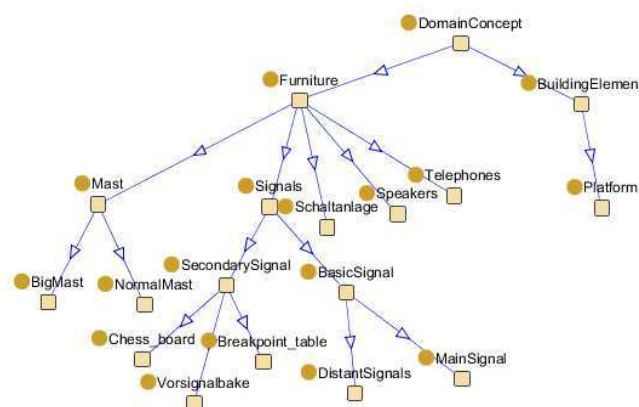 DomainConcept
Furniture
BuildingElemen
Mast
Signals
Schaltanlage
Speakers
Telephones
Platform
BigMast
NormalMast
SecondarySignal
BasicSignal
Chess_board
Breakpoint_table
Vorsignalbake
DistantSignals
MainSignal